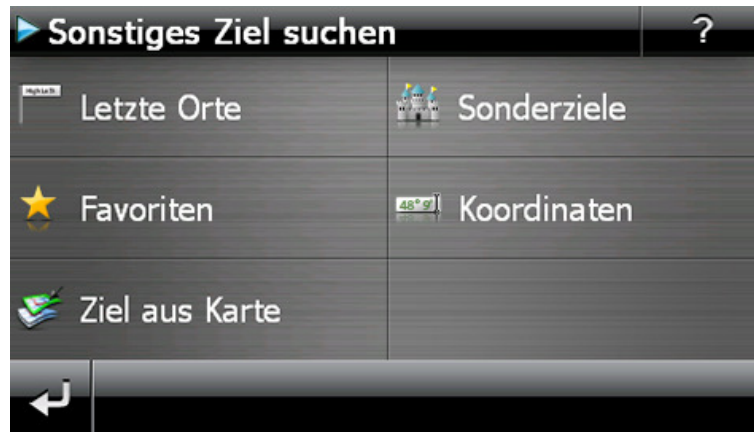 Sonstiges Ziel suchen
?
Letzte Orte
Sonderziele
Favoriten
48° 9'
Koordinaten
Ziel aus Karte